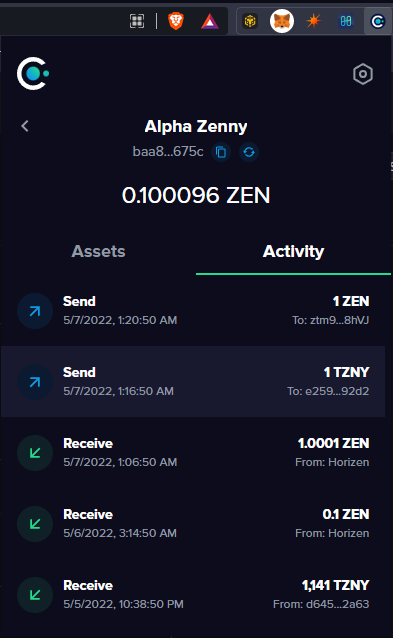 Alpha Zenny
baa8...675c
0.100096 ZEN
Assets Activity
Send 1 ZEN
5/7/2022, 1:20:50 AM To: ztm9...8hVJ
Send 1 TZNY
5/7/2022, 1:16:50 AM To: e259...92d2
Receive 1.0001 ZEN
5/7/2022, 1:06:50 AM From: Horizen
Receive 0.1 ZEN
5/6/2022, 3:14:50 AM From: Horizen
Receive 1,141 TZNY
5/5/2022, 10:38:50 PM From: d645...2a63